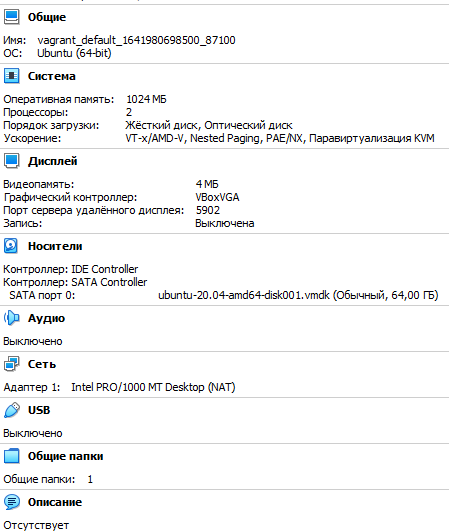 Общие
Имя: vagrant_default_1641980698500_87100
ОС: Ubuntu (64-bit)
Система
Оперативная память: 1024 МБ
Процессоры: 2
Порядок загрузки: Жёсткий диск, Оптический диск
Ускорение: VT-x/AMD-V, Nested Paging, PAE/NX, Паравиртуализация KVM
Дисплей
Видеопамять: 4 МБ
Графический контроллер: VBoxVGA
Порт сервера удалённого дисплея: 5902
Запись: Выключена
Носители
Контроллер: IDE Controller
Контроллер: SATA Controller
SATA порт 0: ubuntu-20.04-amd64-disk001.vmdk (Обычный, 64,00 ГБ)
Аудио
Выключено
Сеть
Адаптер 1: Intel PRO/1000 MT Desktop (NAT)
USB
Выключено
Общие папки
Общие папки: 1
Описание
Отсутствует